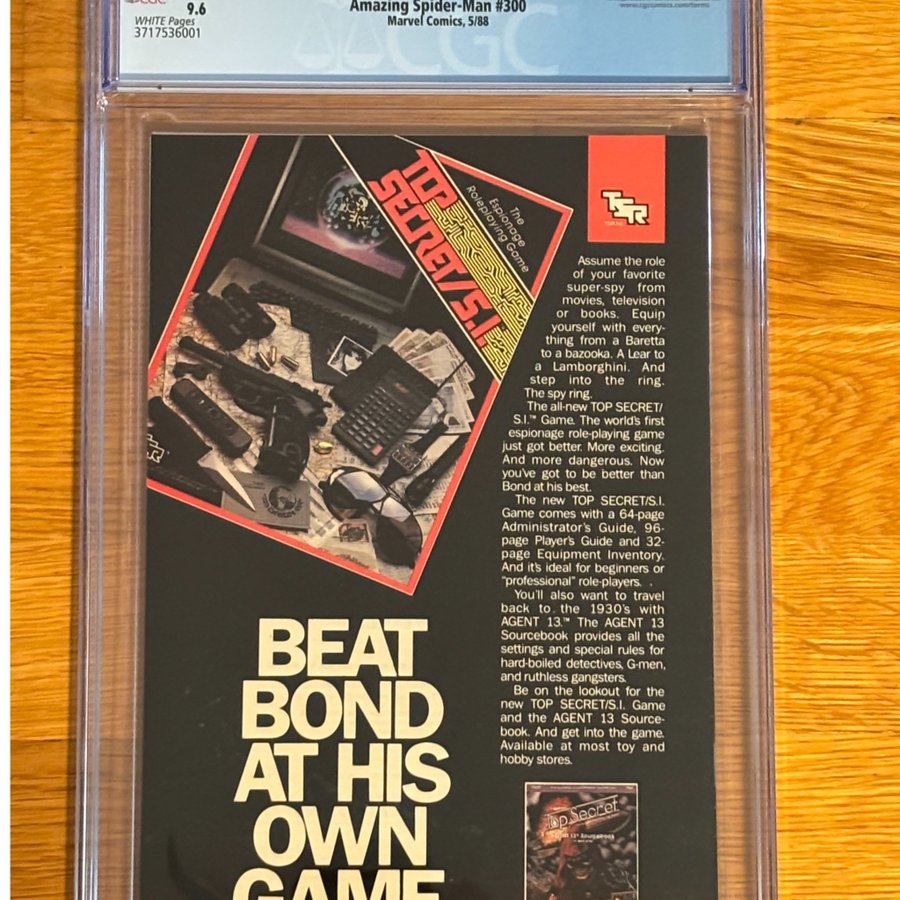 CGC
9.6
WHITE Pages
3717536001
Amazing Spider-Man #300
Marvel Comics, 5/88
www.cgccomics.com/terms
CGC
TOP
SECRET/S.I.
The
Espionage
Roleplaying Game
TSR
Assume the role
of your favorite
super-spy from
movies, television
or books. Equip
yourself with every-
thing from a Baretta
to a bazooka. A Lear to
a Lamborghini. And
step into the ring.
The spy ring.
The all-new TOP SECRET/
S.I.™ Game. The world's first
espionage role-playing game
just got better. More exciting.
And more dangerous. Now
you've got to be better than
Bond at his best.
The new TOP SECRET/S.I.
Game comes with a 64-page
Administrator's Guide, 96-
page Player's Guide and 32-
page Equipment Inventory.
And it's ideal for beginners or
"professional" role-players.
You'll also want to travel
back to the 1930's with
AGENT 13.™ The AGENT 13
Sourcebook provides all the
settings and special rules for
hard-boiled detectives, G-men,
and ruthless gangsters.
Be on the lookout for the
new TOP SECRET/S.I. Game
and the AGENT 13 Source-
book. And get into the game.
Available at most toy and
hobby stores.
BEAT
BOND
AT HIS
OWN
GAME
Top Secret